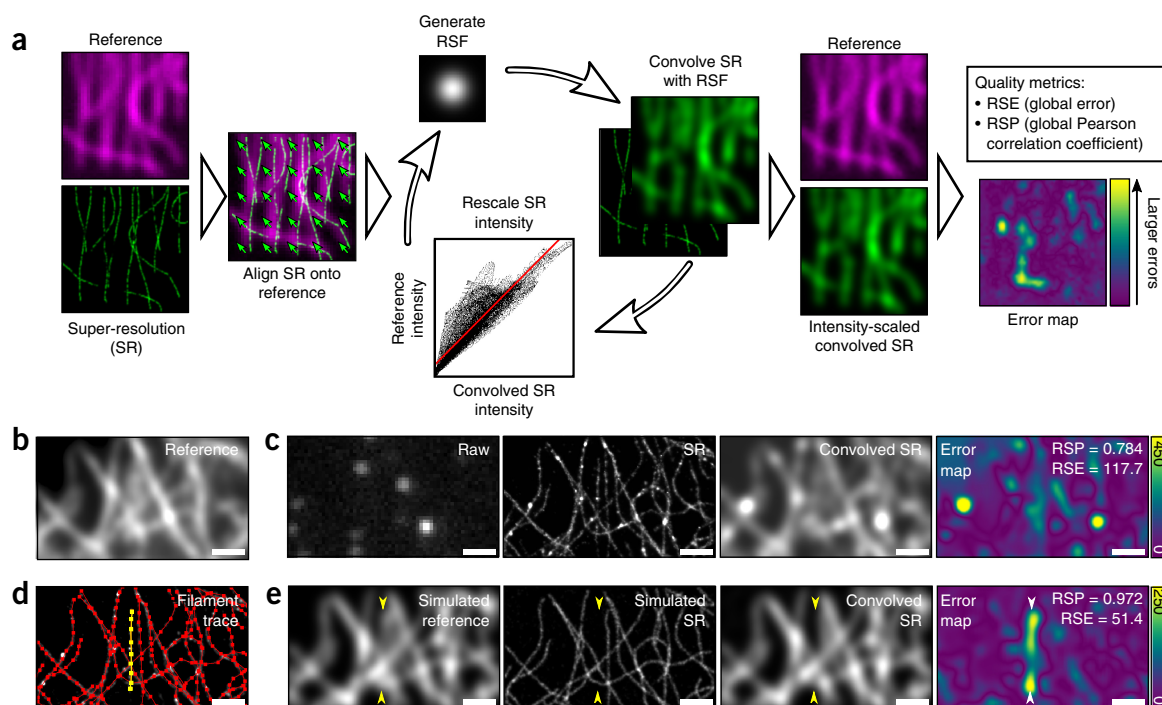 a
Reference
Super-resolution
(SR)
Align SR onto
reference
Generate
RSF
Rescale SR
intensity
Reference
intensity
Convolved SR
intensity
Convolve SR
with RSF
Reference
Intensity-scaled
convolved SR
Quality metrics:
• RSE (global error)
• RSP (global Pearson
correlation coefficient)
Larger errors
Error map
b
Reference
c
Raw
SR
Convolved SR
Error
map
RSP = 0.784
RSE = 117.7
450
0
d
Filament
trace
e
Simulated
reference
Simulated
SR
Convolved
SR
Error
map
RSP = 0.972
RSE = 51.4
250
0